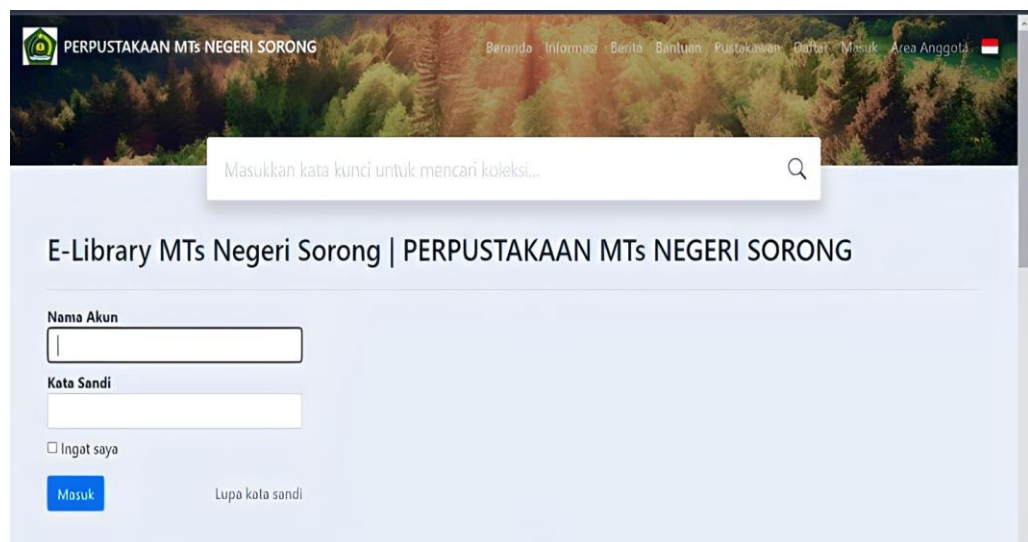 PERPUSTAKAAN MTs NEGERI SORONG
Beranda Informasi Berita Bantuan Pustakawan Daftar Masuk Area Anggota
Masukkan kata kunci untuk mencari koleksi...
E-Library MTs Negeri Sorong | PERPUSTAKAAN MTs NEGERI SORONG
Nama Akun
Kata Sandi
Ingat saya
Masuk Lupa kata sandi